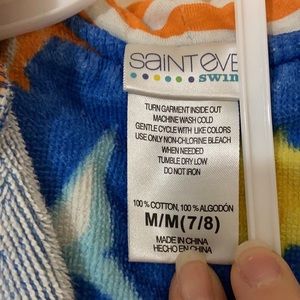 SAINT EVE
swim
TURN GARMENT INSIDE OUT
MACHINE WASH COLD
GENTLE CYCLE WITH LIKE COLORS
USE ONLY NON-CHLORINE BLEACH
WHEN NEEDED
TUMBLE DRY LOW
DO NOT IRON
100% COTTON, 100% ALGODÓN
M/M(7/8)
MADE IN CHINA
HECHO EN CHINA